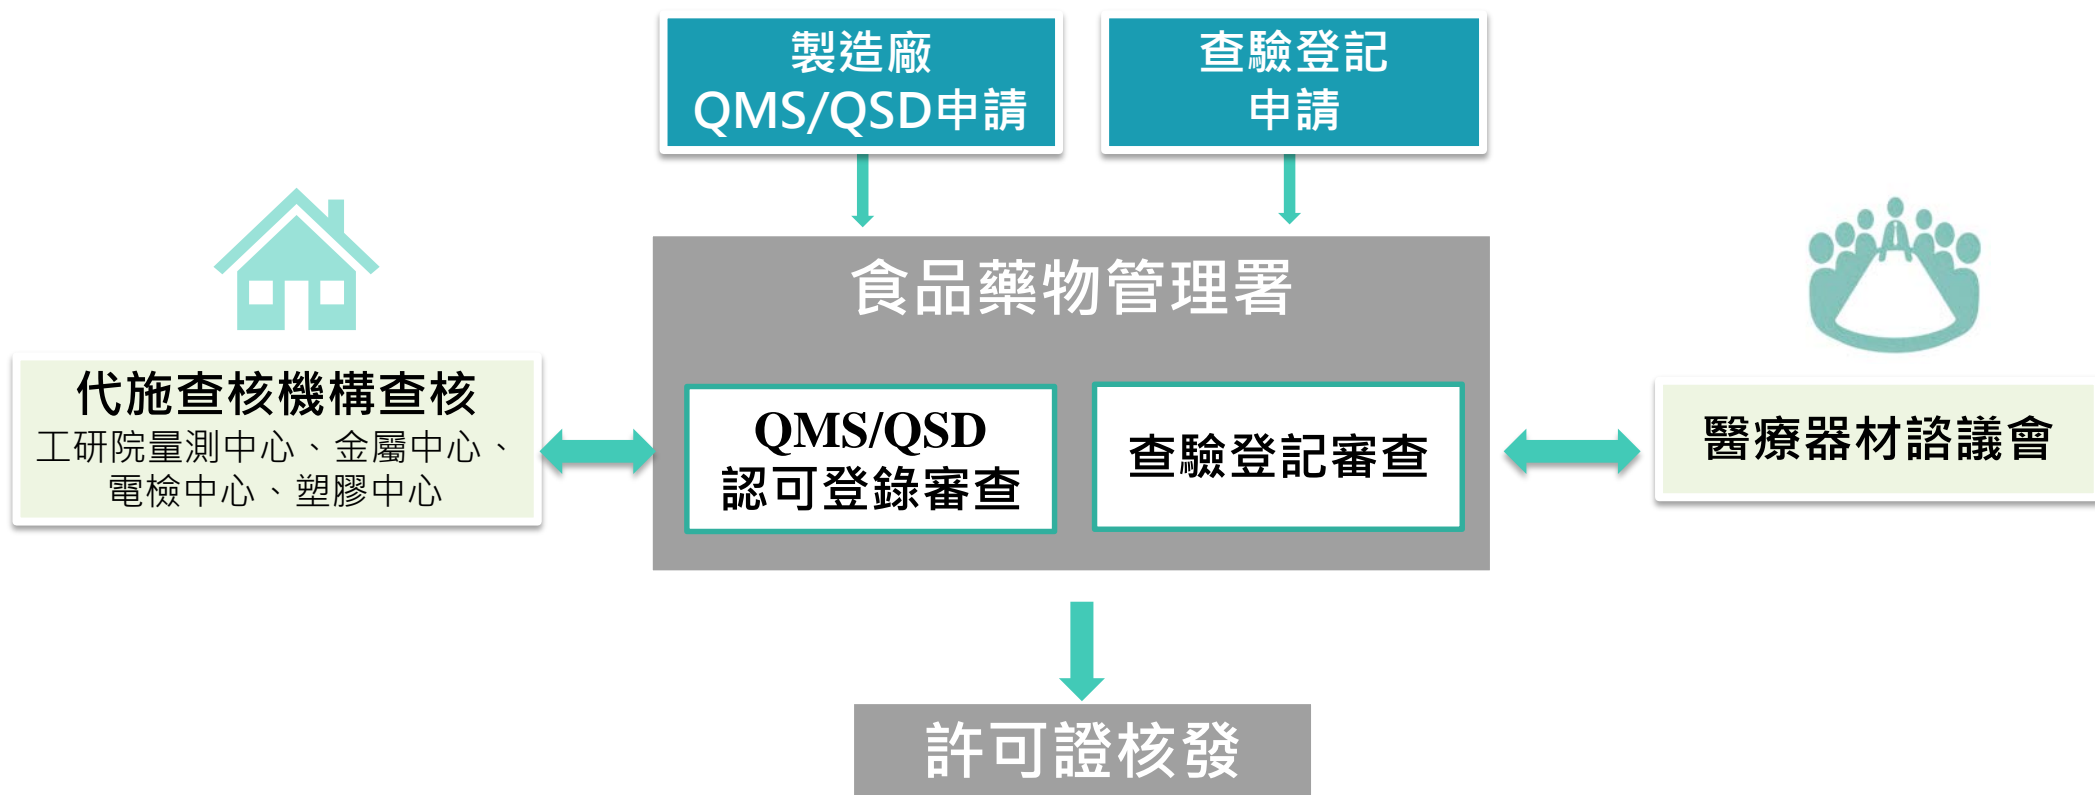 製造廠
QMS/QSD申請
查驗登記
申請
食品藥物管理署
代施查核機構查核
工研院量測中心、金屬中心、
電檢中心、塑膠中心
QMS/QSD
認可登錄審查
查驗登記審查
醫療器材諮議會
許可證核發